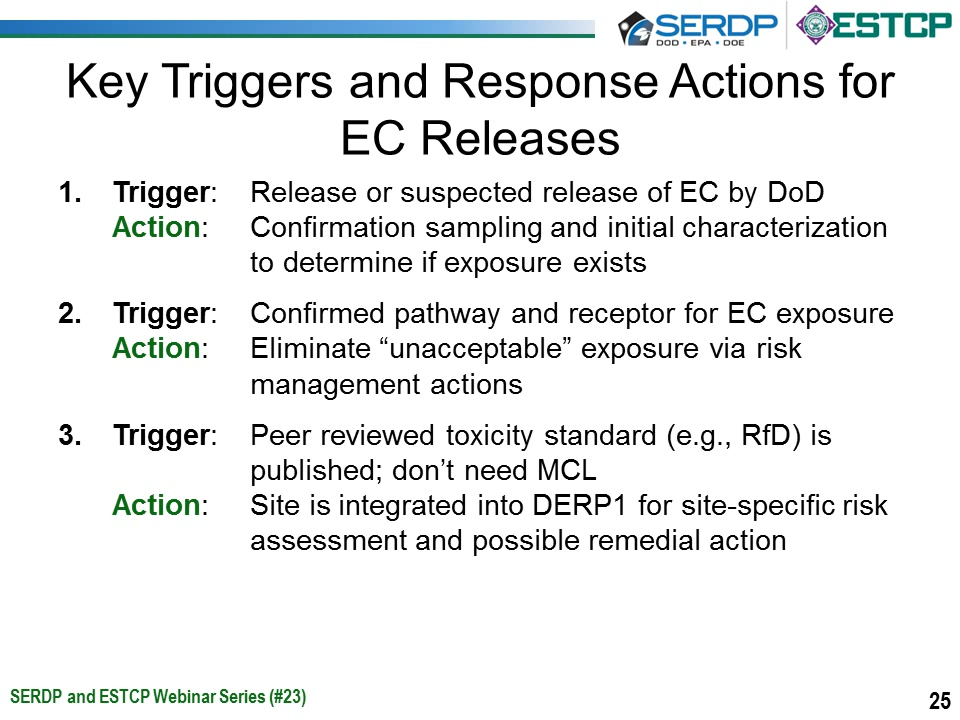 SERDP
DOD • EPA • DOE
ESTCP
Key Triggers and Response Actions for
EC Releases
1. Trigger: Release or suspected release of EC by DoD
Action: Confirmation sampling and initial characterization
to determine if exposure exists
2. Trigger: Confirmed pathway and receptor for EC exposure
Action: Eliminate “unacceptable” exposure via risk
management actions
3. Trigger: Peer reviewed toxicity standard (e.g., RfD) is
published; don’t need MCL
Action: Site is integrated into DERP1 for site-specific risk
assessment and possible remedial action
SERDP and ESTCP Webinar Series (#23)
25